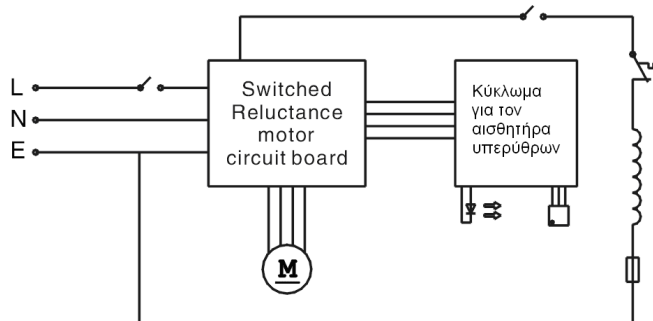 L
N
E
Switched
Reluctance
motor
circuit board
Κύκλωμα
για τον
αισθητήρα
υπερύθρων
M